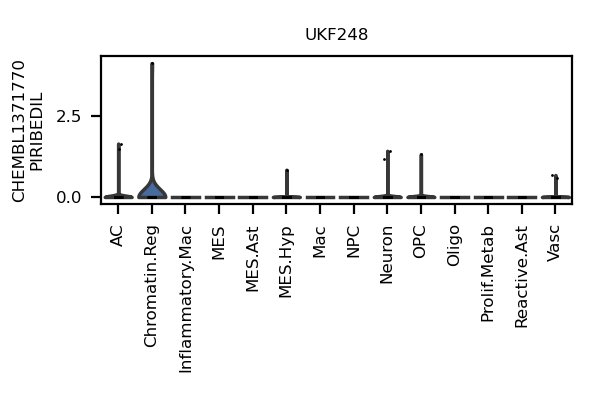 UKF248
CHEMBL1371770
PIRIBEDIL
2.5
0.0
AC
Chromatin.Reg
Inflammatory.Mac
MES
MES.Ast
MES.Hyp
Mac
NPC
Neuron
OPC
Oligo
Prolif.Metab
Reactive.Ast
Vasc